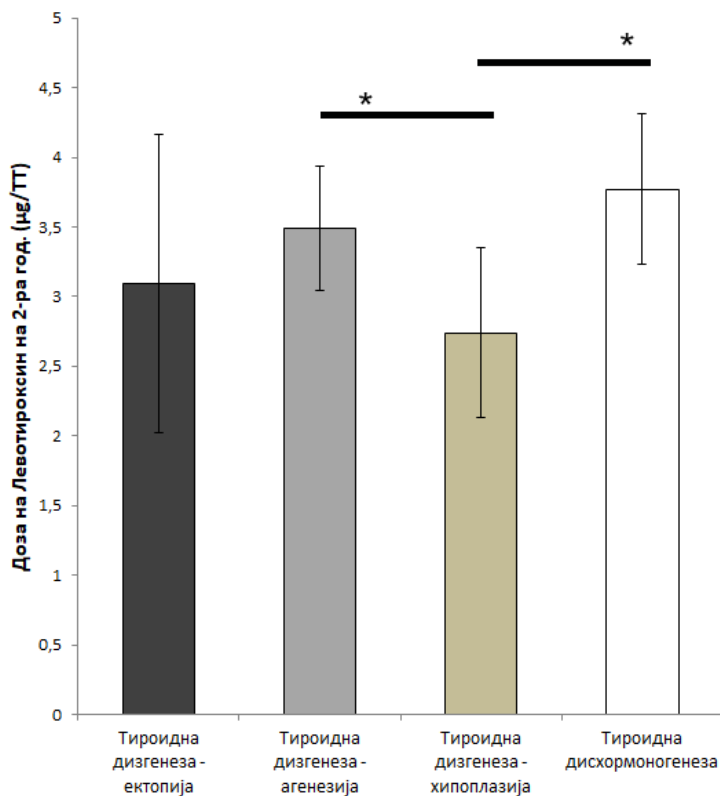 Доза на Левотироксин на 2-ра год. (µg/ТТ)
5
4,5
4
3,5
3
2,5
2
1,5
1
0,5
0
*
*
Тироидна
дизгенеза -
ектопија
Тироидна
дизгенеза -
агенезија
Тироидна
дизгенеза -
хипоплазија
Тироидна
дисхормоногенеза